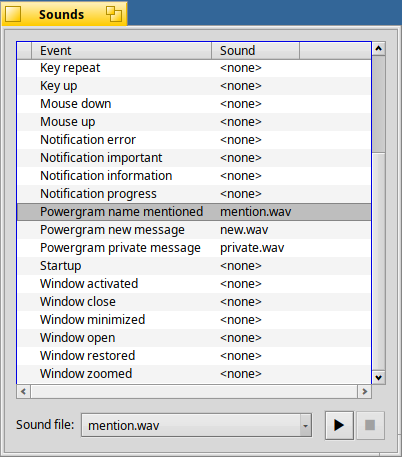 Sounds
Event Sound
Key repeat <none>
Key up <none>
Mouse down <none>
Mouse up <none>
Notification error <none>
Notification important <none>
Notification information <none>
Notification progress <none>
Powergram name mentioned mention.wav
Powergram new message new.wav
Powergram private message private.wav
Startup <none>
Window activated <none>
Window close <none>
Window minimized <none>
Window open <none>
Window restored <none>
Window zoomed <none>
Sound file: mention.wav